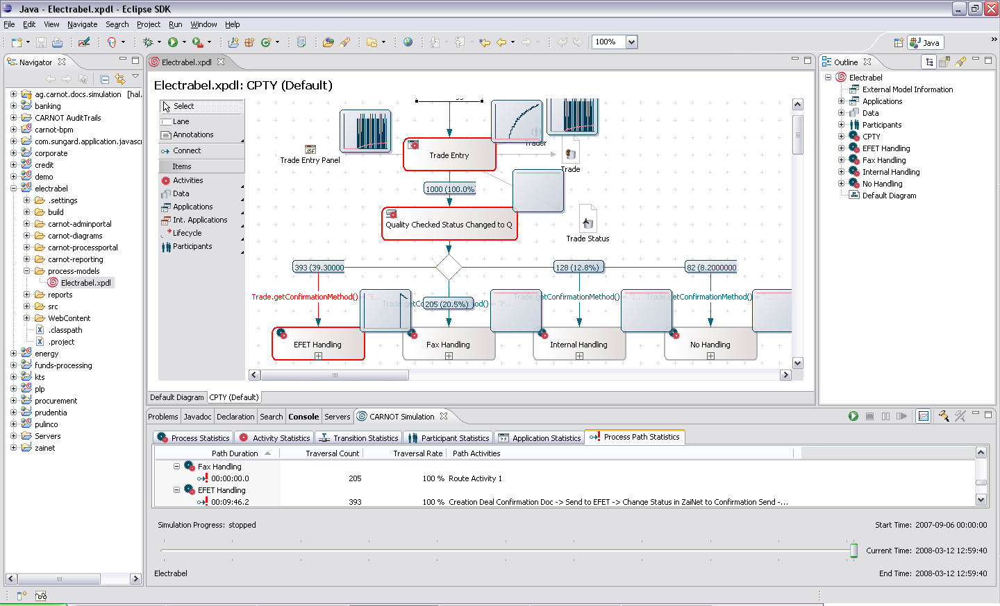 Java - Electrabel.xpdl - Eclipse SDK
File Edit View Navigate Search Project Run Window Help
100%
Java
Navigator
ag.carnot.docs.simulation [hal.
banking
CARNOT AuditTrails
carnot-bpm
com.sungard.application.javasc
corporate
credit
demo
electrabel
.settings
build
carnot-adminportal
carnot-diagrams
carnot-processportal
carnot-reporting
process-models
Electrabel.xpdl
reports
src
WebContent
.classpath
.project
energy
funds-processing
kts
plp
procurement
prudentia
pulinco
Servers
zainet
Electrabel.xpdl
Electrabel.xpdl: CPTY (Default)
Select
Lane
Annotations
Connect
Items
Activities
Data
Applications
Int. Applications
Lifecycle
Participants
JSF
Trade Entry Panel
Trade Entry
Trader
Trade
1000 (100.0%
Quality Checked Status Changed to Q
Trade Status
393 (39.30000
128 (12.8%)
82 (8.2000000
Trade.getConfirmationMethod() = "E...
205 (20.5%)
Trade.getConfirmationMethod() = "F...
Trade.getConfirmationMethod() = "I...
Trade.getConfirmationMethod() = "...
EFET Handling
Fax Handling
Internal Handling
No Handling
Default Diagram CPTY (Default)
Outline
Electrabel
External Model Information
Applications
Data
Participants
CPTY
EFET Handling
Fax Handling
Internal Handling
No Handling
Default Diagram
Problems Javadoc Declaration Search Console Servers CARNOT Simulation
Process Statistics Activity Statistics Transition Statistics Participant Statistics Application Statistics Process Path Statistics
Path Duration Traversal Count Traversal Rate Path Activities
Fax Handling
00:00:00.0 205 100 % Route Activity 1
EFET Handling
00:09:46.2 393 100 % Creation Deal Confirmation Doc -> Send to EFET -> Change Status in ZaiNet to Confirmation Send -...
Simulation Progress: stopped
Start Time: 2007-09-06 00:00:00
Current Time: 2008-03-12 12:59:40
Electrabel
End Time: 2008-03-12 12:59:40